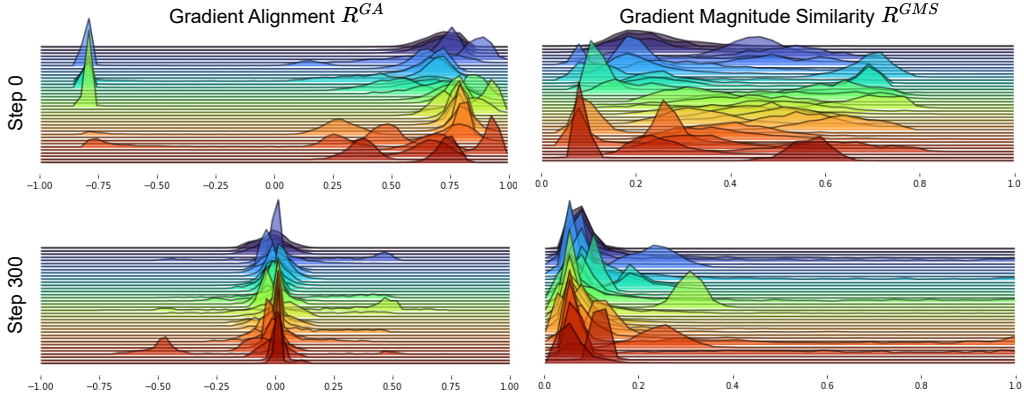 Gradient Alignment R^{GA}
Gradient Magnitude Similarity R^{GMS}
Step 0
−1.00 −0.75 −0.50 −0.25 0.00 0.25 0.50 0.75 1.00
0.0 0.2 0.4 0.6 0.8 1.0
Step 300
−1.00 −0.75 −0.50 −0.25 0.00 0.25 0.50 0.75 1.00
0.0 0.2 0.4 0.6 0.8 1.0